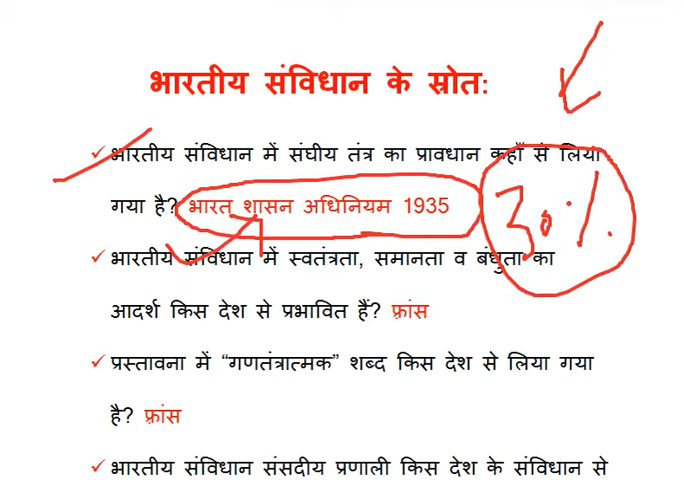 भारतीय संविधान के स्रोत:
भारतीय संविधान में संघीय तंत्र का प्रावधान कहाँ से लिया
गया है? भारत शासन अधिनियम 1935
30%
भारतीय संविधान में स्वतंत्रता, समानता व बंधुता का
आदर्श किस देश से प्रभावित हैं? फ़्रांस
प्रस्तावना में “गणतंत्रात्मक” शब्द किस देश से लिया गया
है? फ़्रांस
भारतीय संविधान संसदीय प्रणाली किस देश के संविधान से